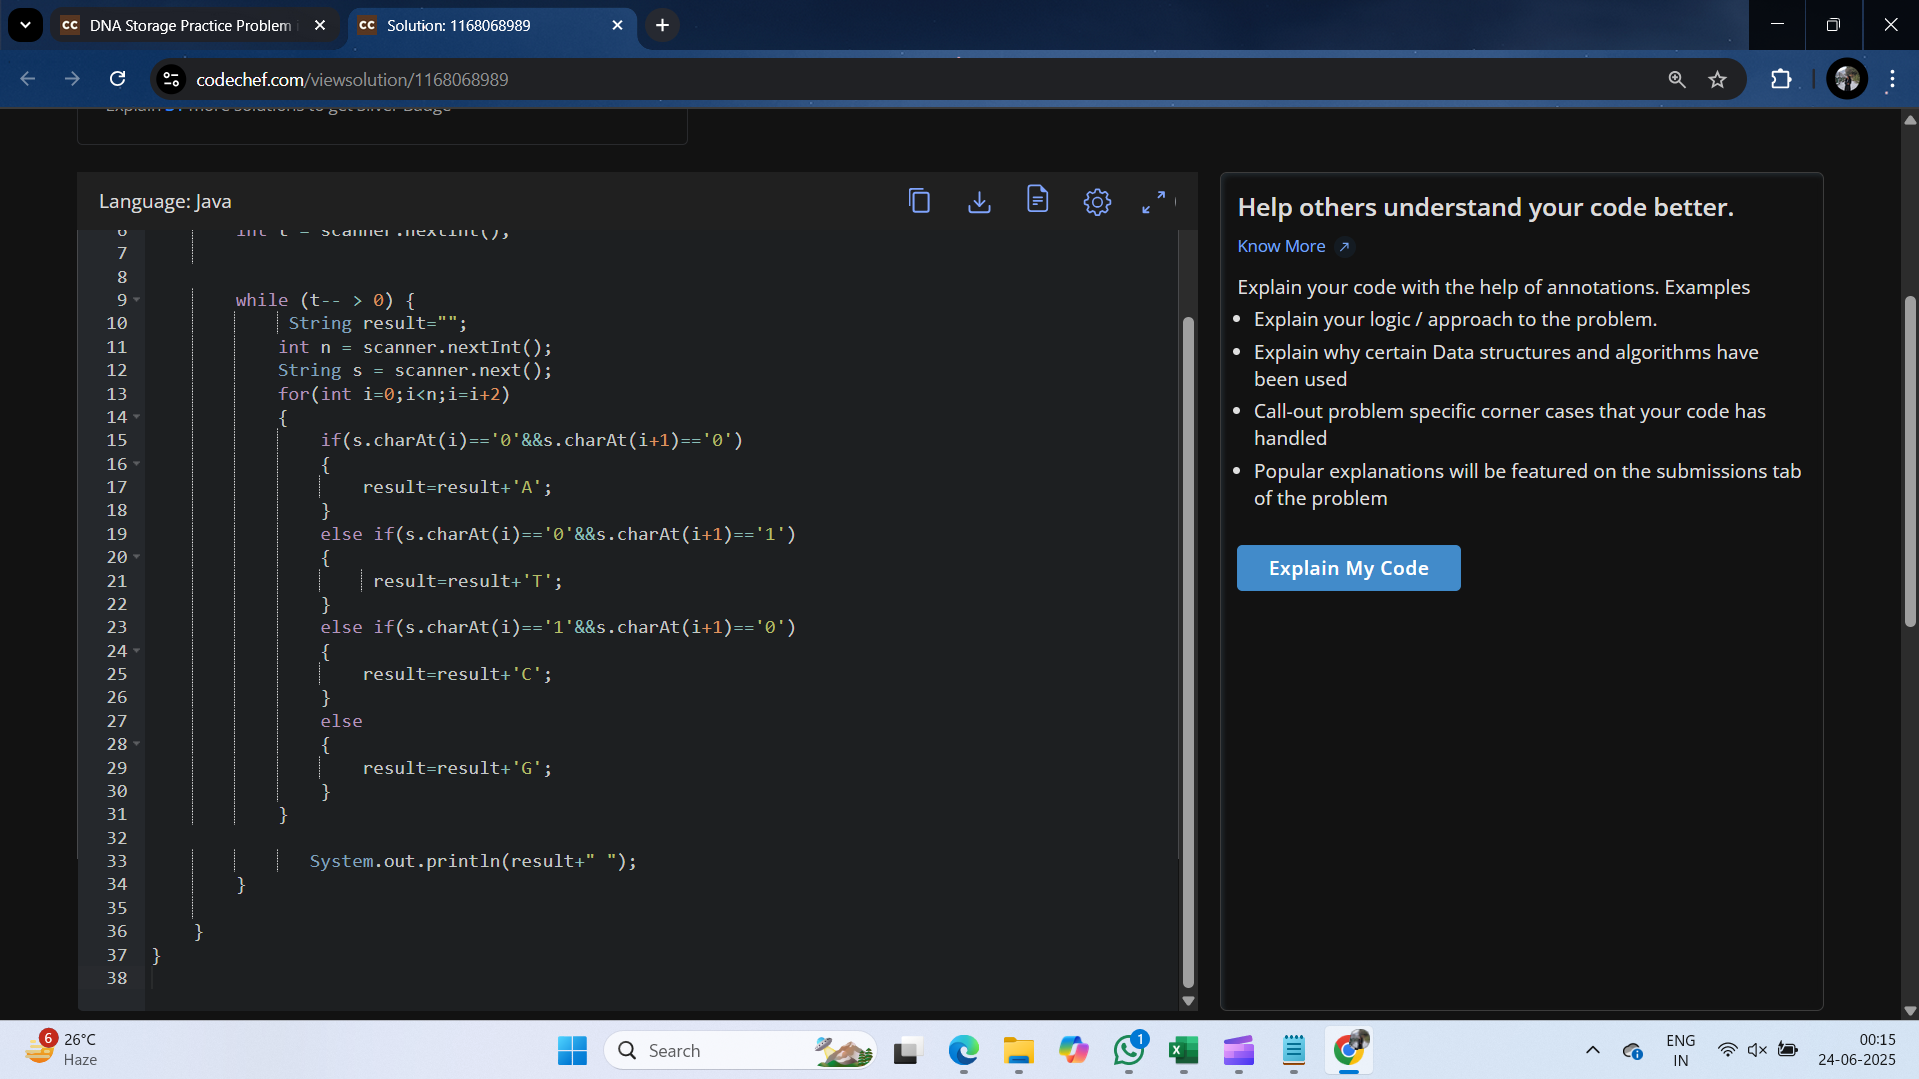 DNA Storage Practice Problem i
Solution: 1168068989
codechef.com/viewsolution/1168068989
more solutions to get Silver Badge
Language: Java
6 int t = scanner.nextInt();
7
8
9 while (t-- > 0) {
10 String result="";
11 int n = scanner.nextInt();
12 String s = scanner.next();
13 for(int i=0;i<n;i=i+2)
14 {
15 if(s.charAt(i)=='0'&&s.charAt(i+1)=='0')
16 {
17 result=result+'A';
18 }
19 else if(s.charAt(i)=='0'&&s.charAt(i+1)=='1')
20 {
21 result=result+'T';
22 }
23 else if(s.charAt(i)=='1'&&s.charAt(i+1)=='0')
24 {
25 result=result+'C';
26 }
27 else
28 {
29 result=result+'G';
30 }
31 }
32
33 System.out.println(result+" ");
34 }
35
36 }
37 }
38
Help others understand your code better.
Know More
Explain your code with the help of annotations. Examples
• Explain your logic / approach to the problem.
• Explain why certain Data structures and algorithms have
been used
• Call-out problem specific corner cases that your code has
handled
• Popular explanations will be featured on the submissions tab
of the problem
Explain My Code
6
26°C
Haze
Search
1
ENG
IN
00:15
24-06-2025